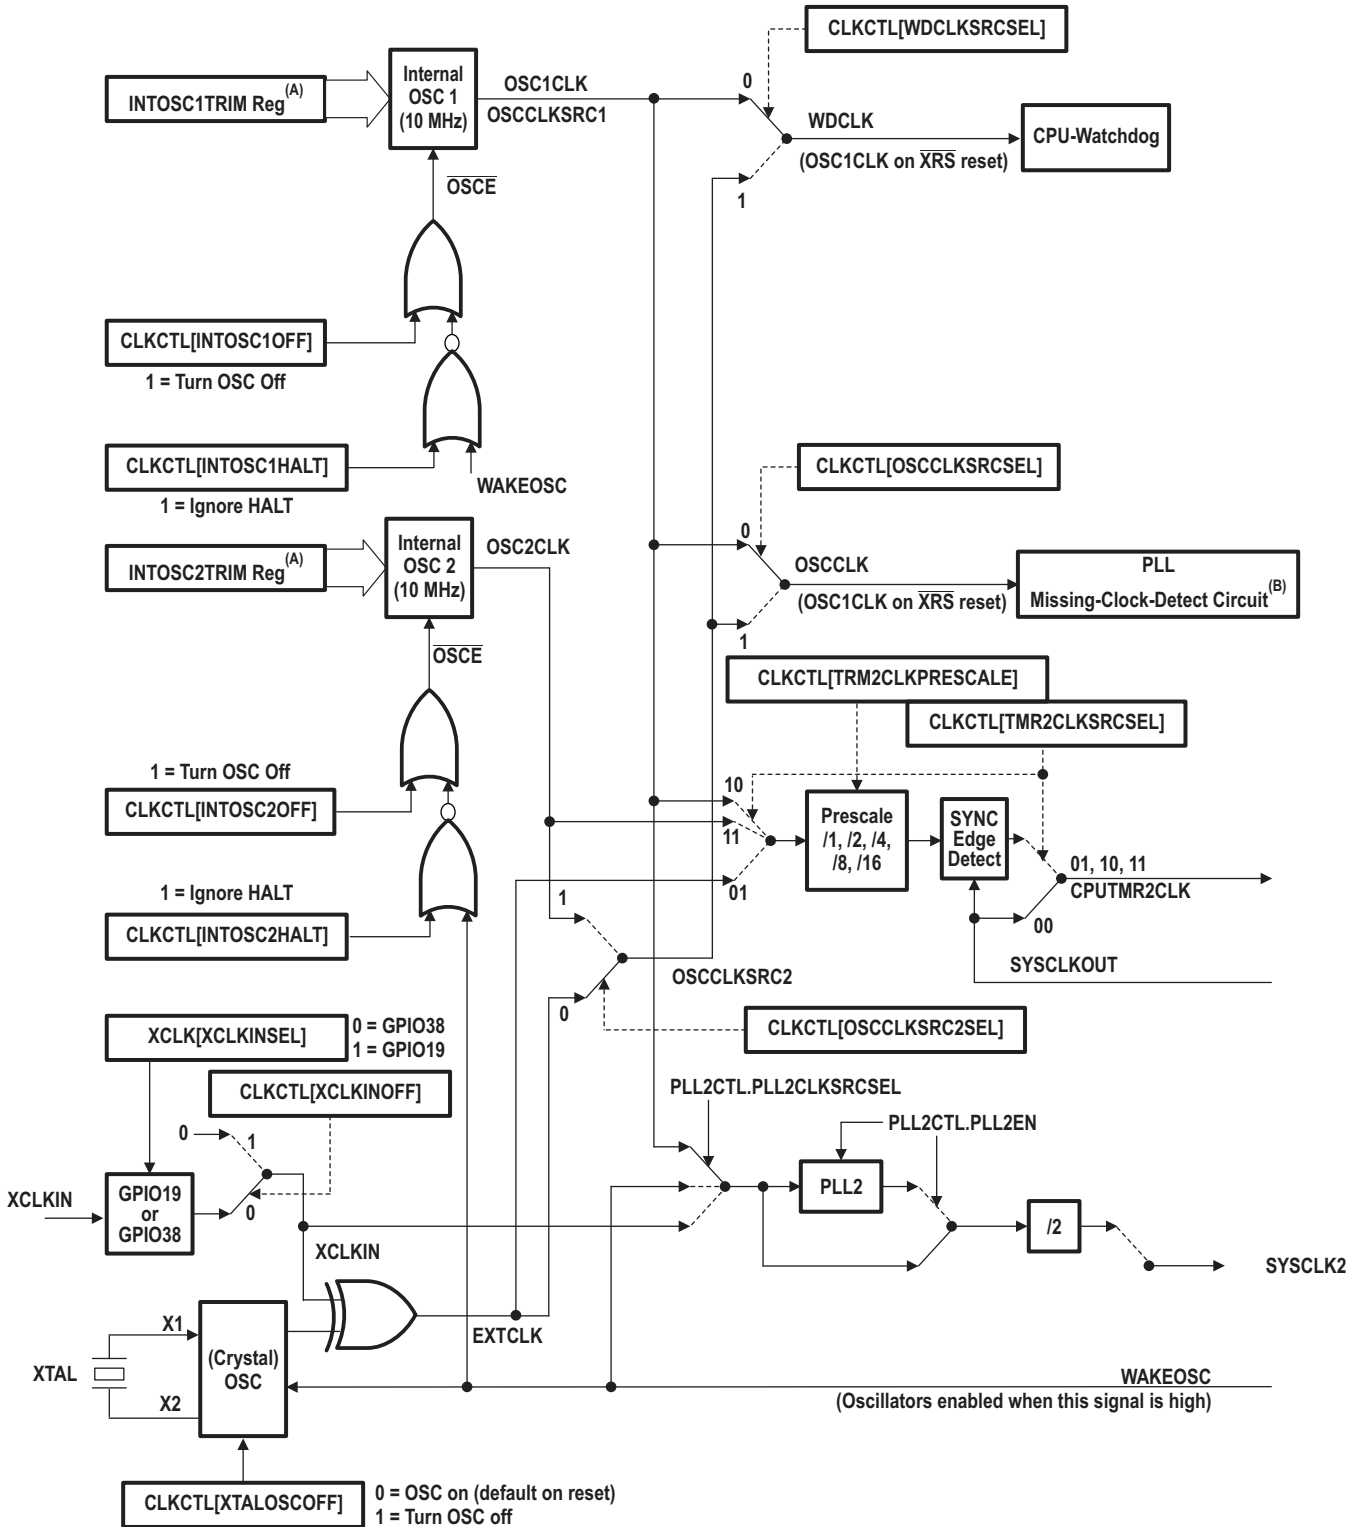 CLKCTL[WDCLKSRCSEL]
INTOSC1TRIM Reg(A)
Internal
OSC 1
(10 MHz)
OSC1CLK
OSCCLKSRC1
0
WDCLK
(OSC1CLK on XRS reset)
CPU-Watchdog
1
OSCE
CLKCTL[INTOSC1OFF]
1 = Turn OSC Off
CLKCTL[INTOSC1HALT]
1 = Ignore HALT
WAKEOSC
CLKCTL[OSCCLKSRCSEL]
INTOSC2TRIM Reg(A)
Internal
OSC 2
(10 MHz)
OSC2CLK
0
OSCCLK
(OSC1CLK on XRS reset)
PLL
Missing-Clock-Detect Circuit(B)
1
OSCE
CLKCTL[TRM2CLKPRESCALE]
CLKCTL[TMR2CLKSRCSEL]
1 = Turn OSC Off
CLKCTL[INTOSC2OFF]
10
11
01
Prescale
/1, /2, /4,
/8, /16
SYNC
Edge
Detect
01, 10, 11
CPUTMR2CLK
00
SYSCLKOUT
1 = Ignore HALT
CLKCTL[INTOSC2HALT]
1
0
OSCCLKSRC2
CLKCTL[OSCCLKSRC2SEL]
XCLK[XCLKINSEL]
0 = GPIO38
1 = GPIO19
CLKCTL[XCLKINOFF]
0
1
0
XCLKIN
GPIO19
or
GPIO38
XCLKIN
PLL2CTL.PLL2CLKSRCSEL
PLL2CTL.PLL2EN
PLL2
/2
SYSCLK2
XTAL
X1
X2
(Crystal)
OSC
EXTCLK
WAKEOSC
(Oscillators enabled when this signal is high)
CLKCTL[XTALOSCOFF]
0 = OSC on (default on reset)
1 = Turn OSC off